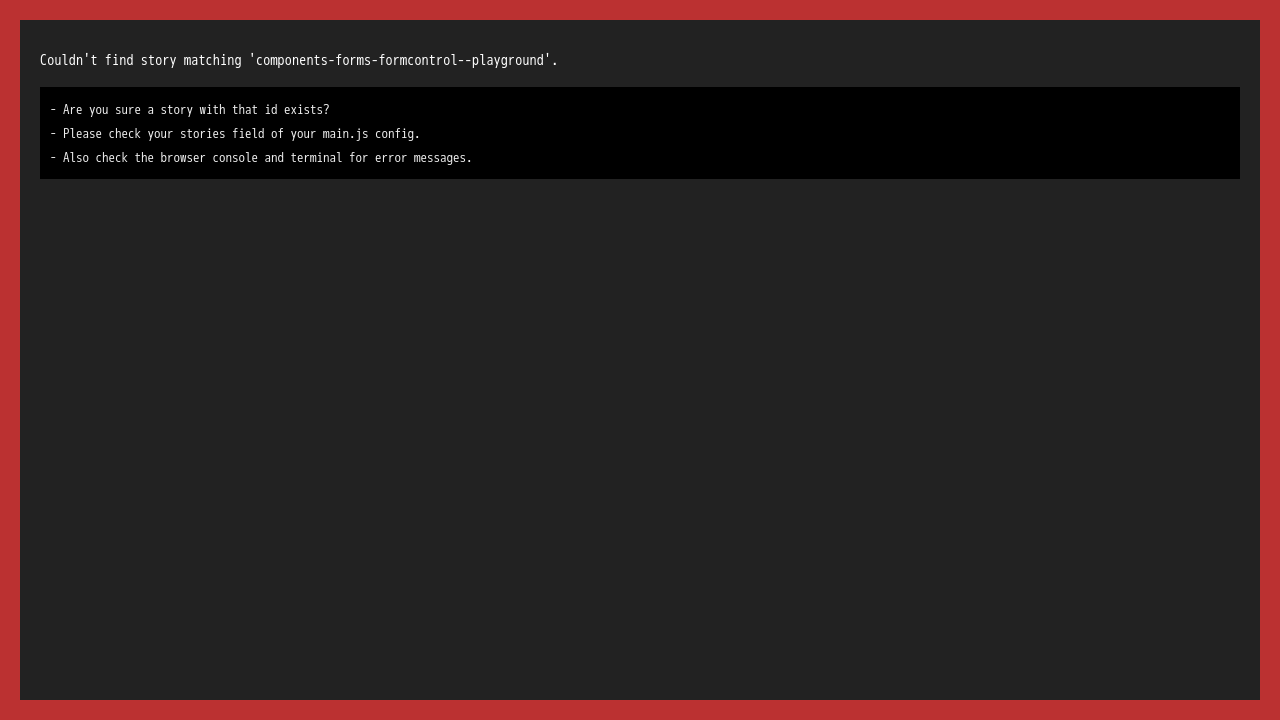 Couldn't find story matching 'components-forms-formcontrol--playground'.
- Are you sure a story with that id exists?
- Please check your stories field of your main.js config.
- Also check the browser console and terminal for error messages.